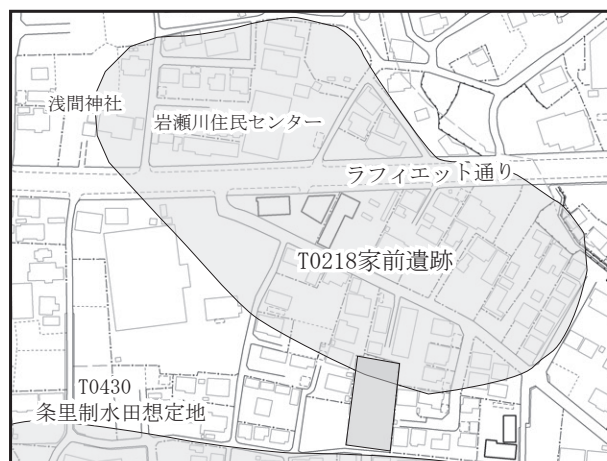 浅間神社
岩瀬川住民センター
ラフィエット通り
T0218家前遺跡
T0430
条里制水田想定地